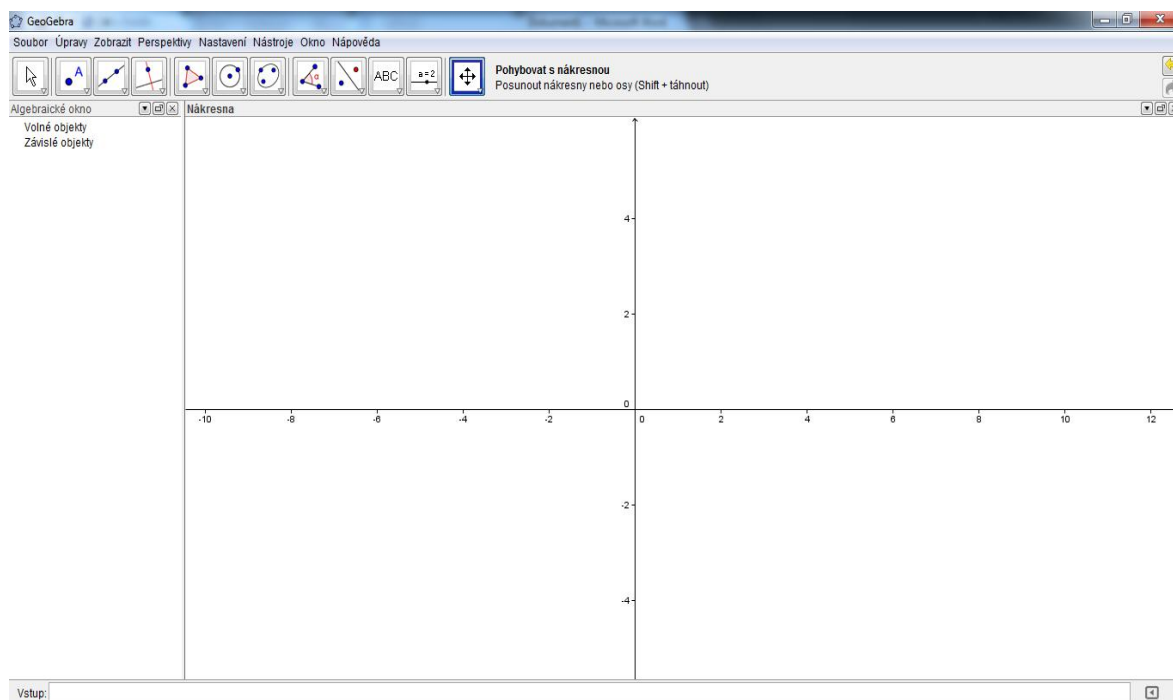 GeoGebra
Soubor Úpravy Zobrazit Perspektivy Nastavení Nástroje Okno Nápověda
A
α
ABC
a=2
Pohybovat s nákresnou
Posunout nákresny nebo osy (Shift + táhnout)
Algebraické okno
Nákresna
Volné objekty
Závislé objekty
4
2
0
-10 -8 -6 -4 -2 0 2 4 6 8 10 12
-2
-4
Vstup: